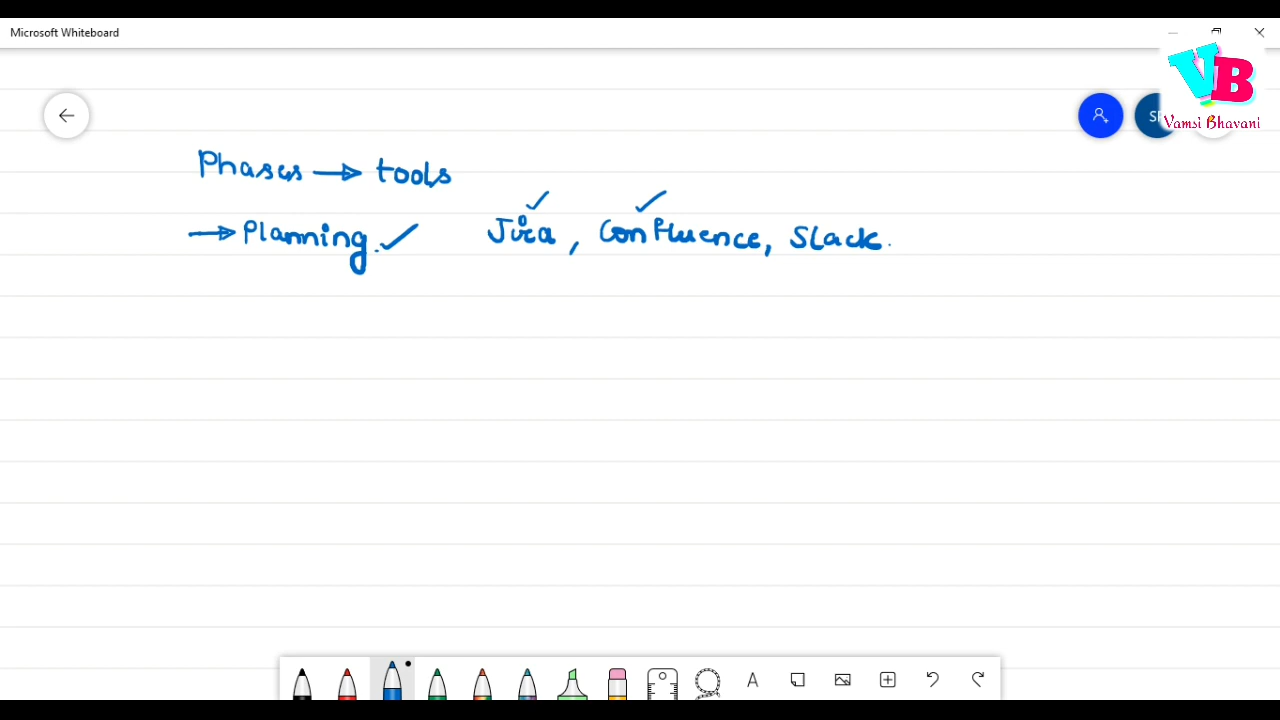 Microsoft Whiteboard
VB
Vamsi Bhavani
Phases → tools
→ Planning. ✓ Jira, Confluence, Slack.
A